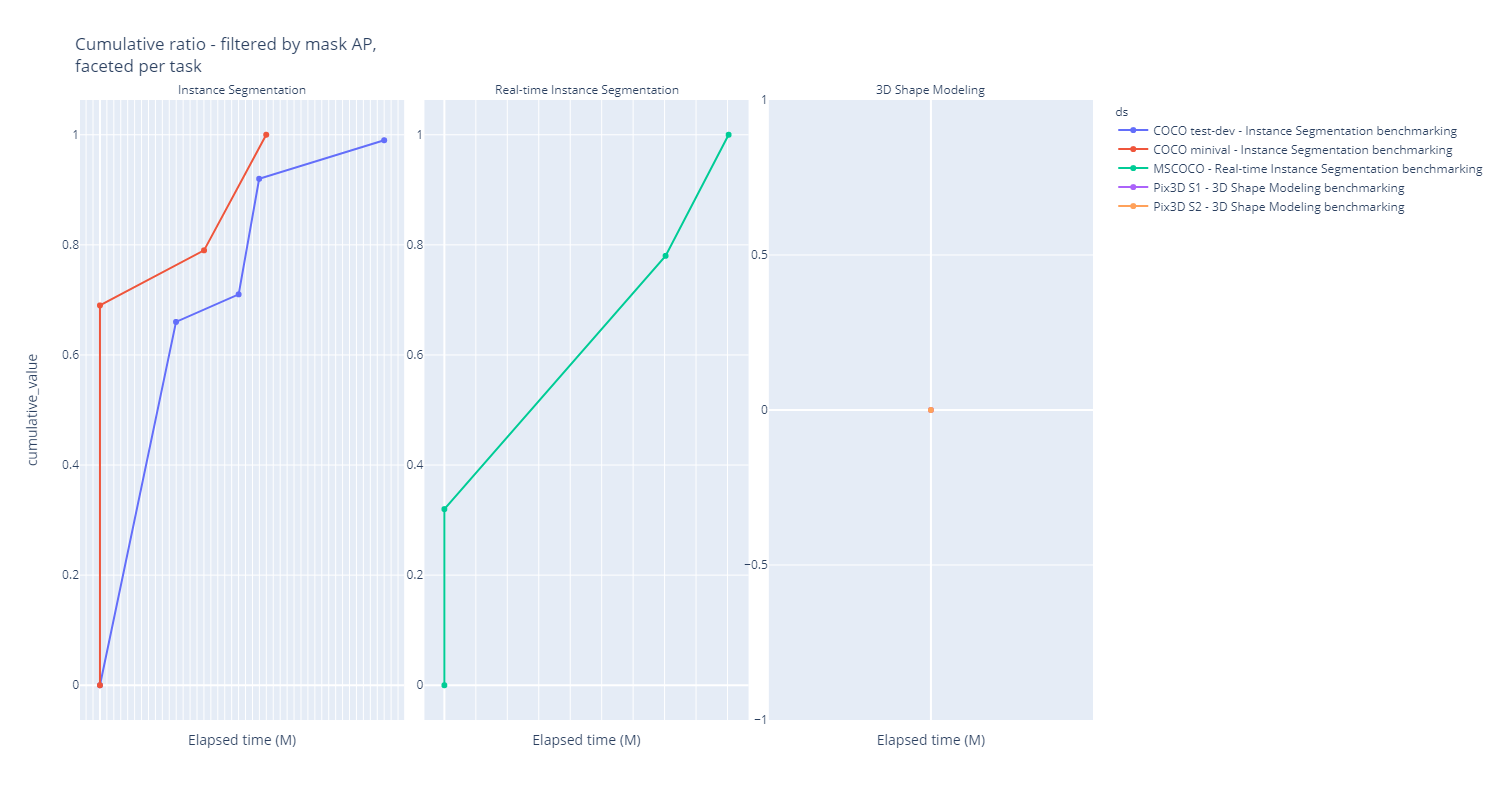 Cumulative ratio - filtered by mask AP,
faceted per task
Instance Segmentation
Real-time Instance Segmentation
3D Shape Modeling
cumulative_value
1
0.8
0.6
0.4
0.2
0
1
0.8
0.6
0.4
0.2
0
1
0.5
0
−0.5
−1
Elapsed time (M)
Elapsed time (M)
Elapsed time (M)
ds
COCO test-dev - Instance Segmentation benchmarking
COCO minival - Instance Segmentation benchmarking
MSCOCO - Real-time Instance Segmentation benchmarking
Pix3D S1 - 3D Shape Modeling benchmarking
Pix3D S2 - 3D Shape Modeling benchmarking